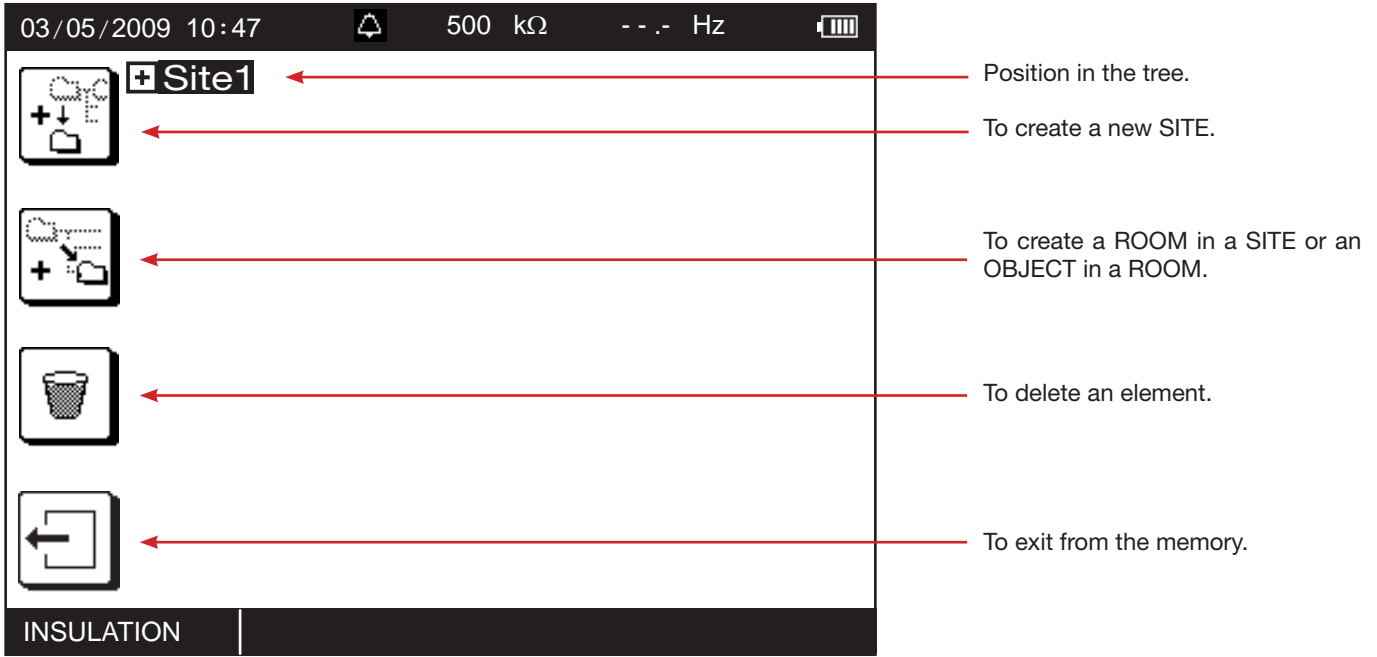 03/05/2009 10:47 500 kΩ - - .- Hz
+ Site1
Position in the tree.
To create a new SITE.
To create a ROOM in a SITE or an
OBJECT in a ROOM.
To delete an element.
To exit from the memory.
INSULATION